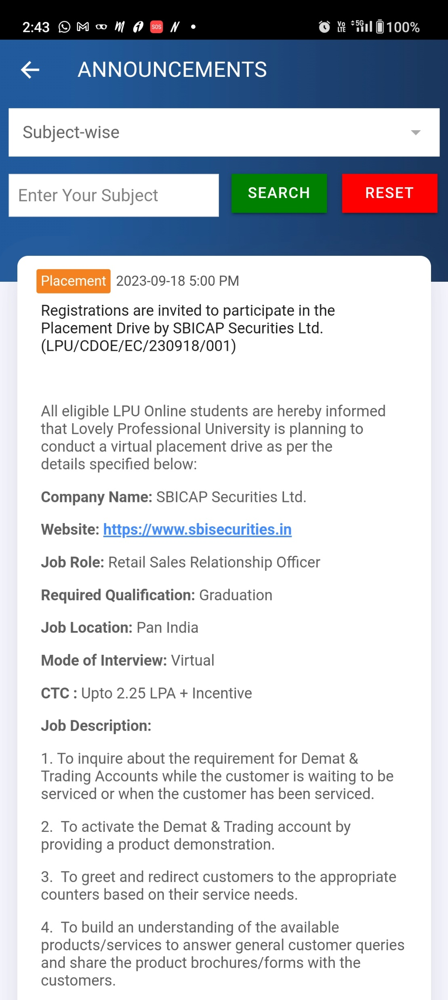 2:43 SOS VoLTE 5G 100%
ANNOUNCEMENTS
Subject-wise
Enter Your Subject SEARCH RESET
Placement 2023-09-18 5:00 PM
Registrations are invited to participate in the
Placement Drive by SBICAP Securities Ltd.
(LPU/CDOE/EC/230918/001)
All eligible LPU Online students are hereby informed
that Lovely Professional University is planning to
conduct a virtual placement drive as per the
details specified below:
Company Name: SBICAP Securities Ltd.
Website: https://www.sbisecurities.in
Job Role: Retail Sales Relationship Officer
Required Qualification: Graduation
Job Location: Pan India
Mode of Interview: Virtual
CTC : Upto 2.25 LPA + Incentive
Job Description:
1. To inquire about the requirement for Demat &
Trading Accounts while the customer is waiting to be
serviced or when the customer has been serviced.
2.  To activate the Demat & Trading account by
providing a product demonstration.
3.  To greet and redirect customers to the appropriate
counters based on their service needs.
4.  To build an understanding of the available
products/services to answer general customer queries
and share the product brochures/forms with the
customers.